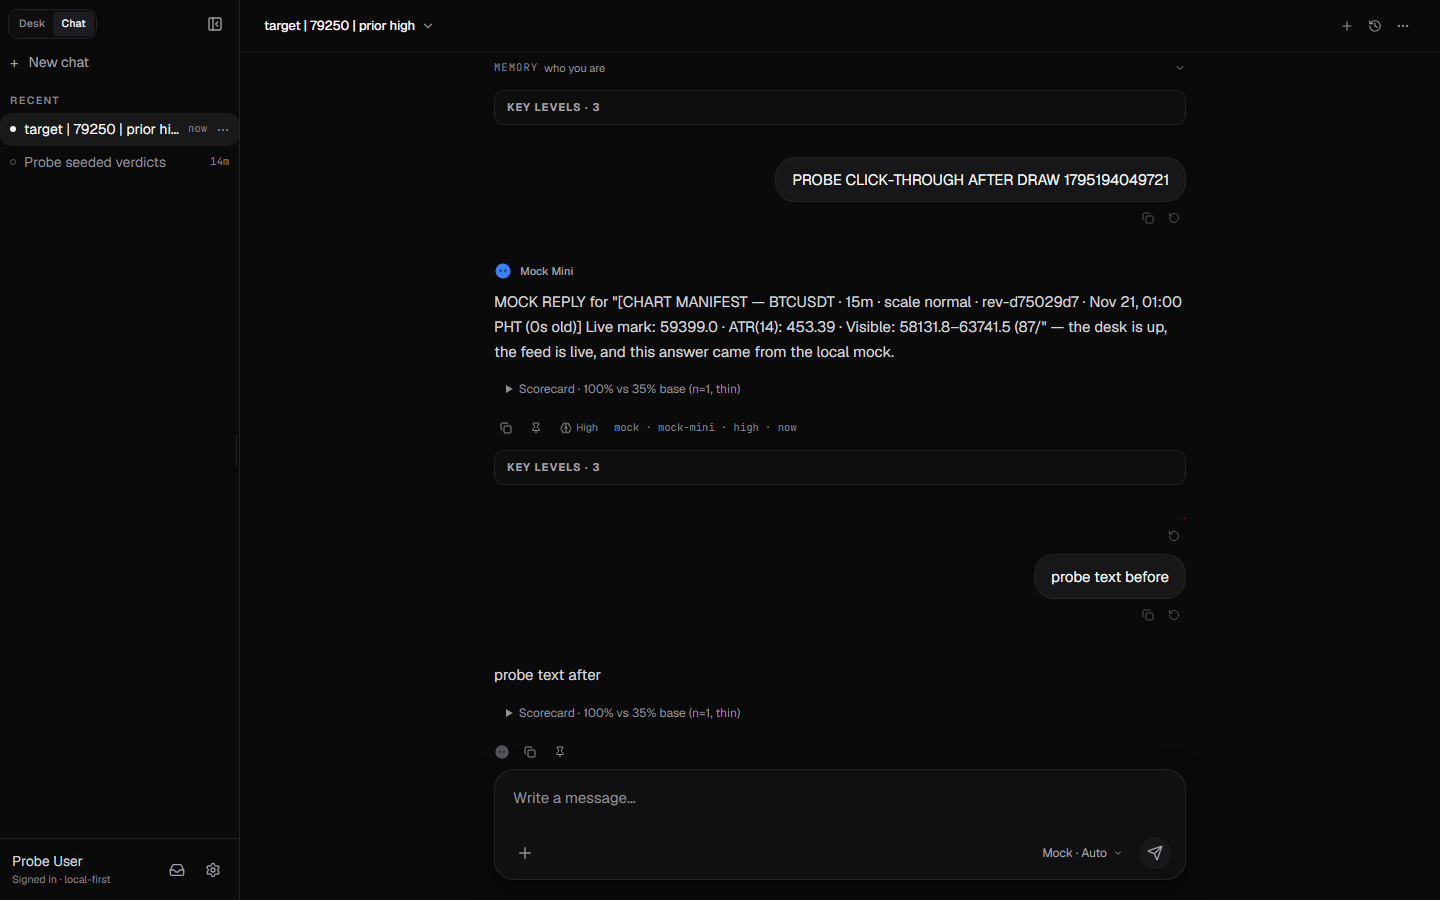 Desk Chat
+ New chat
RECENT
target | 79250 | prior hi... now ...
Probe seeded verdicts 14m
Probe User
Signed in · local-first
target | 79250 | prior high
MEMORY who you are
KEY LEVELS · 3
PROBE CLICK-THROUGH AFTER DRAW 1795194049721
Mock Mini
MOCK REPLY for "[CHART MANIFEST — BTCUSDT · 15m · scale normal · rev-d75029d7 · Nov 21, 01:00
PHT (0s old)] Live mark: 59399.0 · ATR(14): 453.39 · Visible: 58131.8–63741.5 (87/" — the desk is up,
the feed is live, and this answer came from the local mock.
Scorecard · 100% vs 35% base (n=1, thin)
High mock · mock-mini · high · now
KEY LEVELS · 3
probe text before
probe text after
Scorecard · 100% vs 35% base (n=1, thin)
Write a message...
Mock · Auto